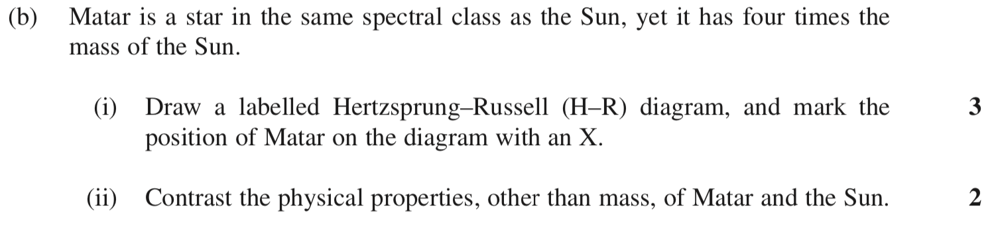 (b) Matar is a star in the same spectral class as the Sun, yet it has four times the
mass of the Sun.
(i) Draw a labelled Hertzsprung–Russell (H–R) diagram, and mark the 3
position of Matar on the diagram with an X.
(ii) Contrast the physical properties, other than mass, of Matar and the Sun. 2